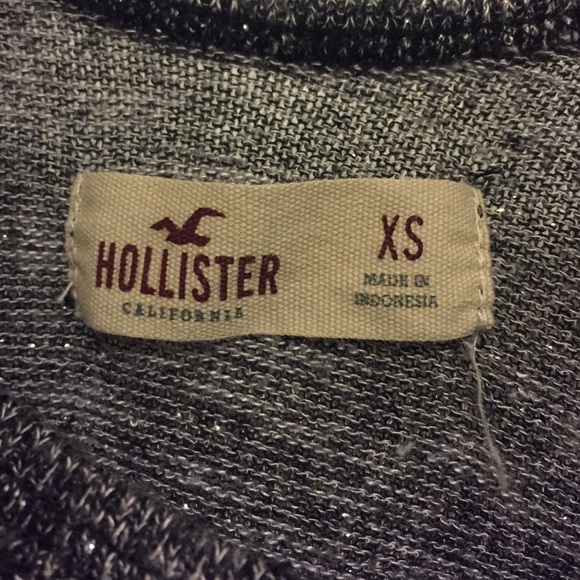 HOLLISTER
CALIFORNIA
XS
MADE IN
INDONESIA